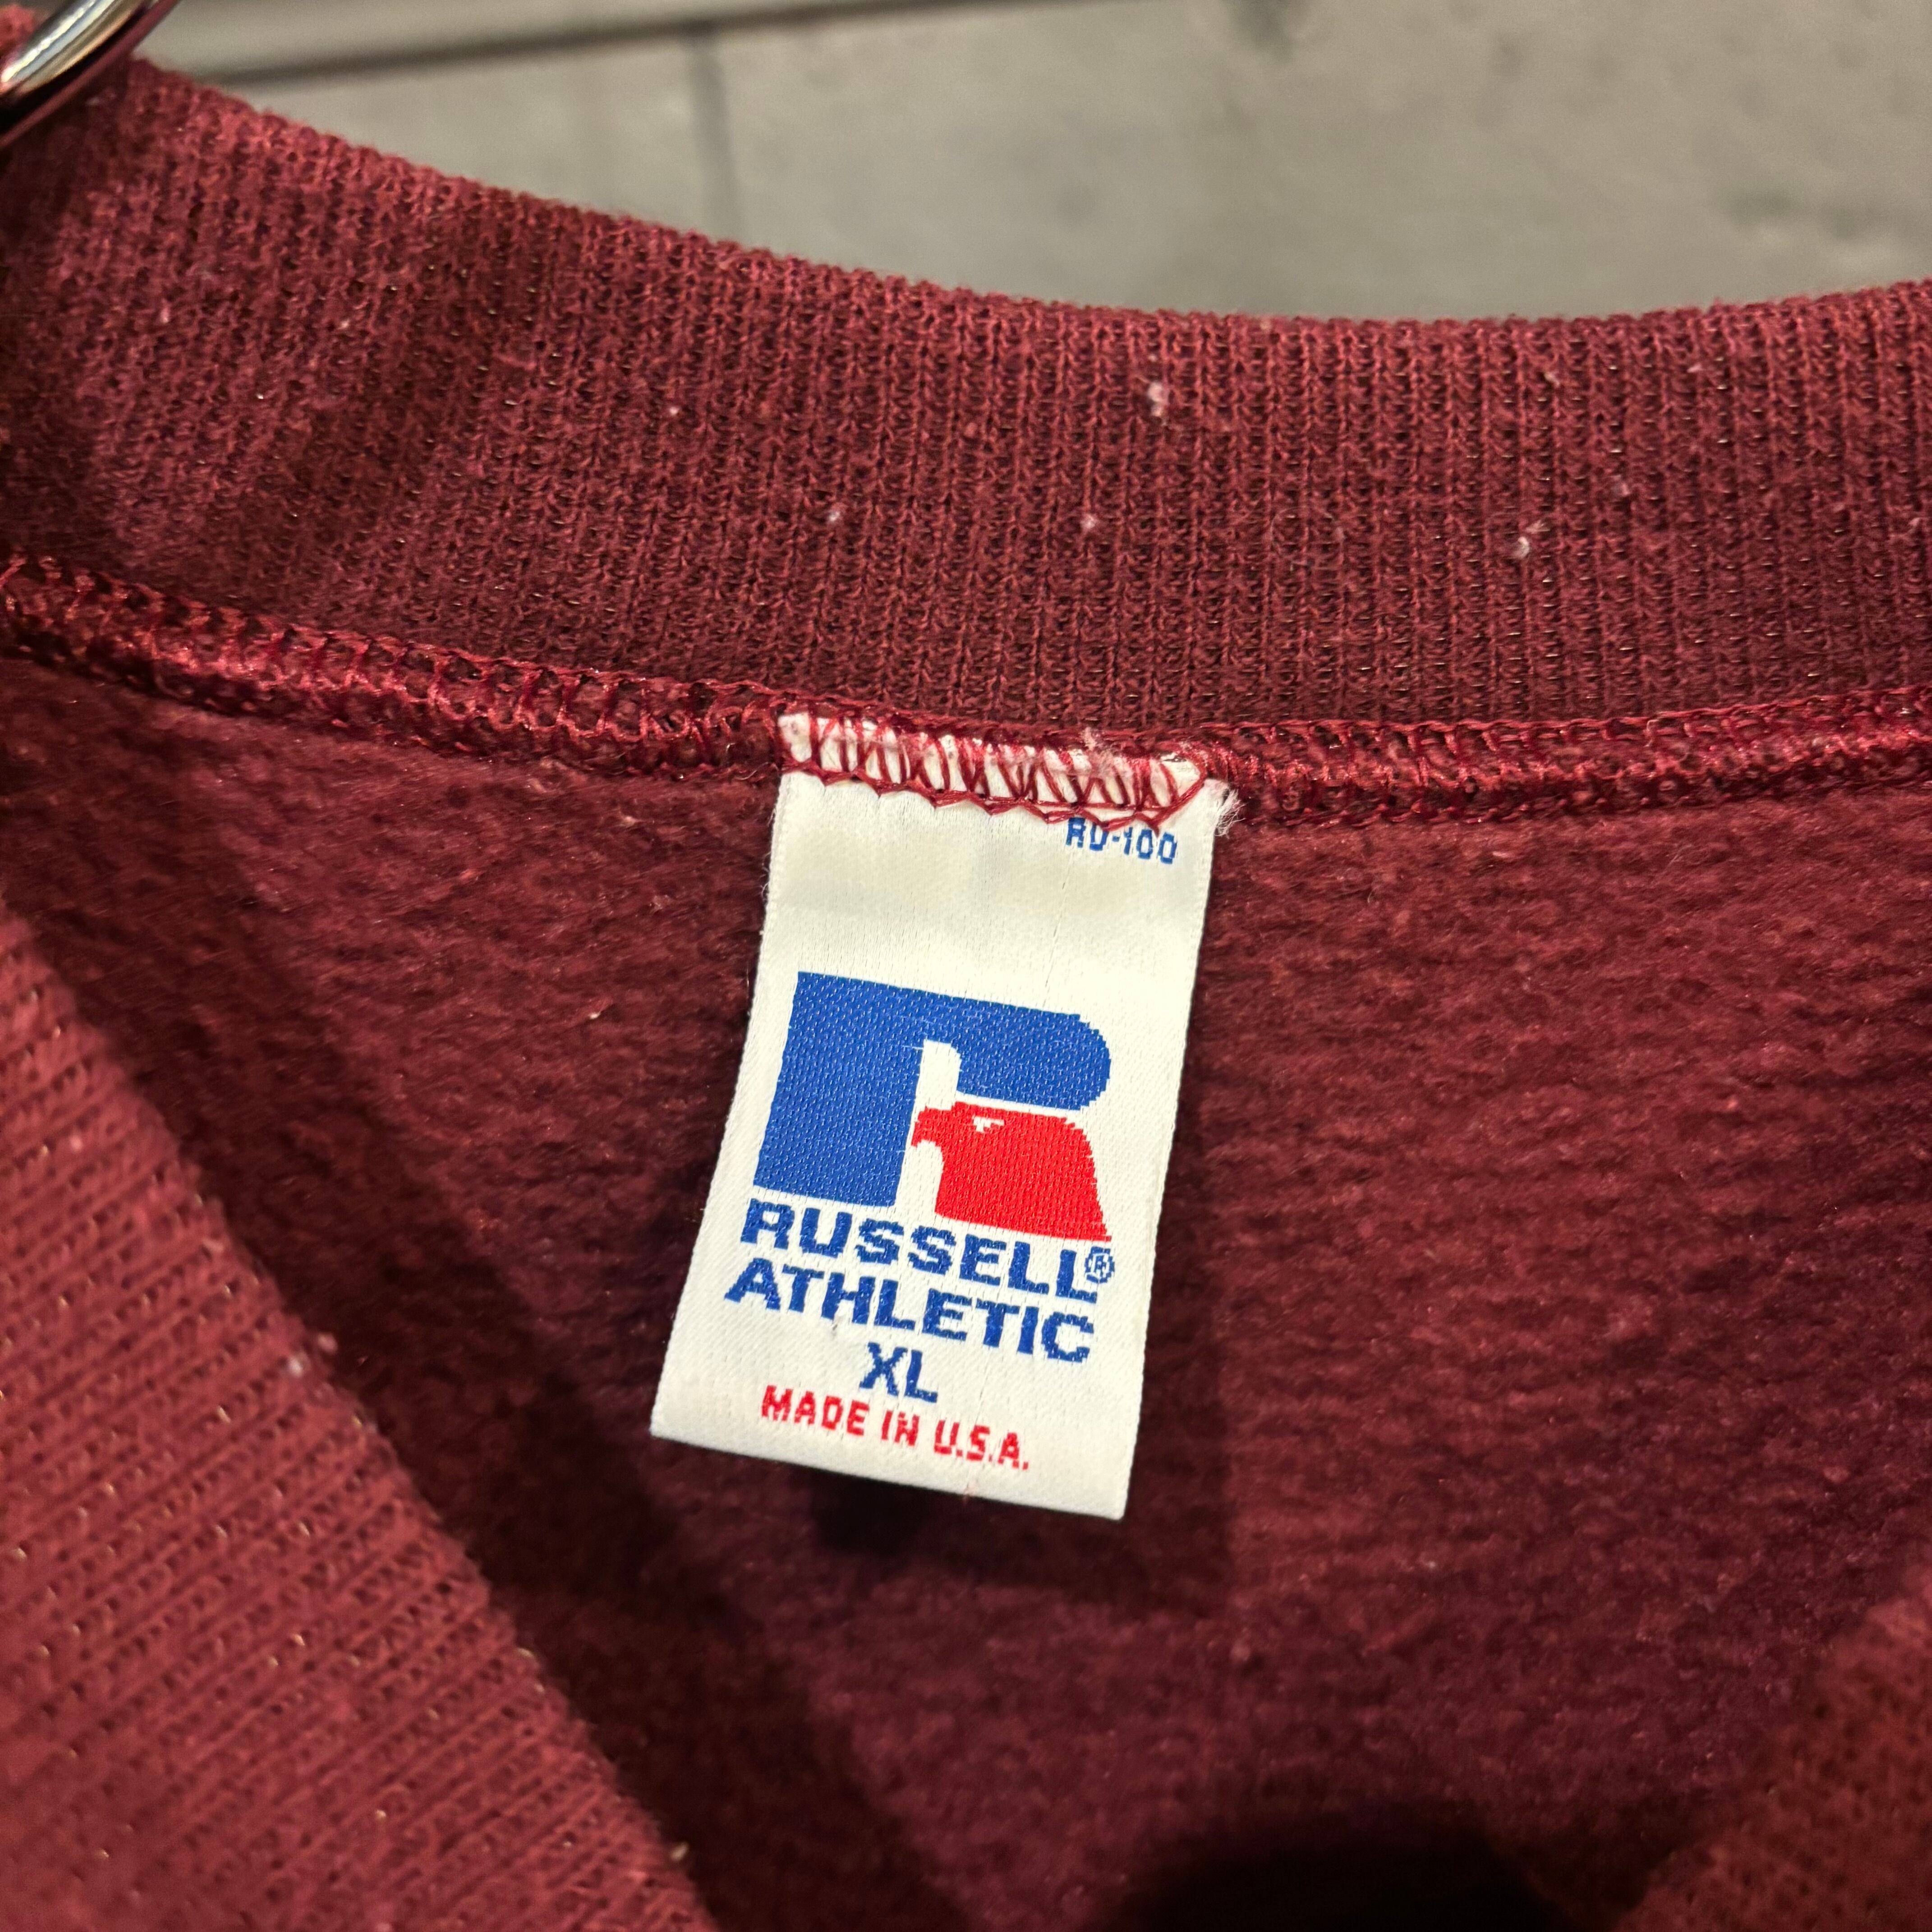 RD-100
RUSSELL®
ATHLETIC
XL
MADE IN U.S.A.